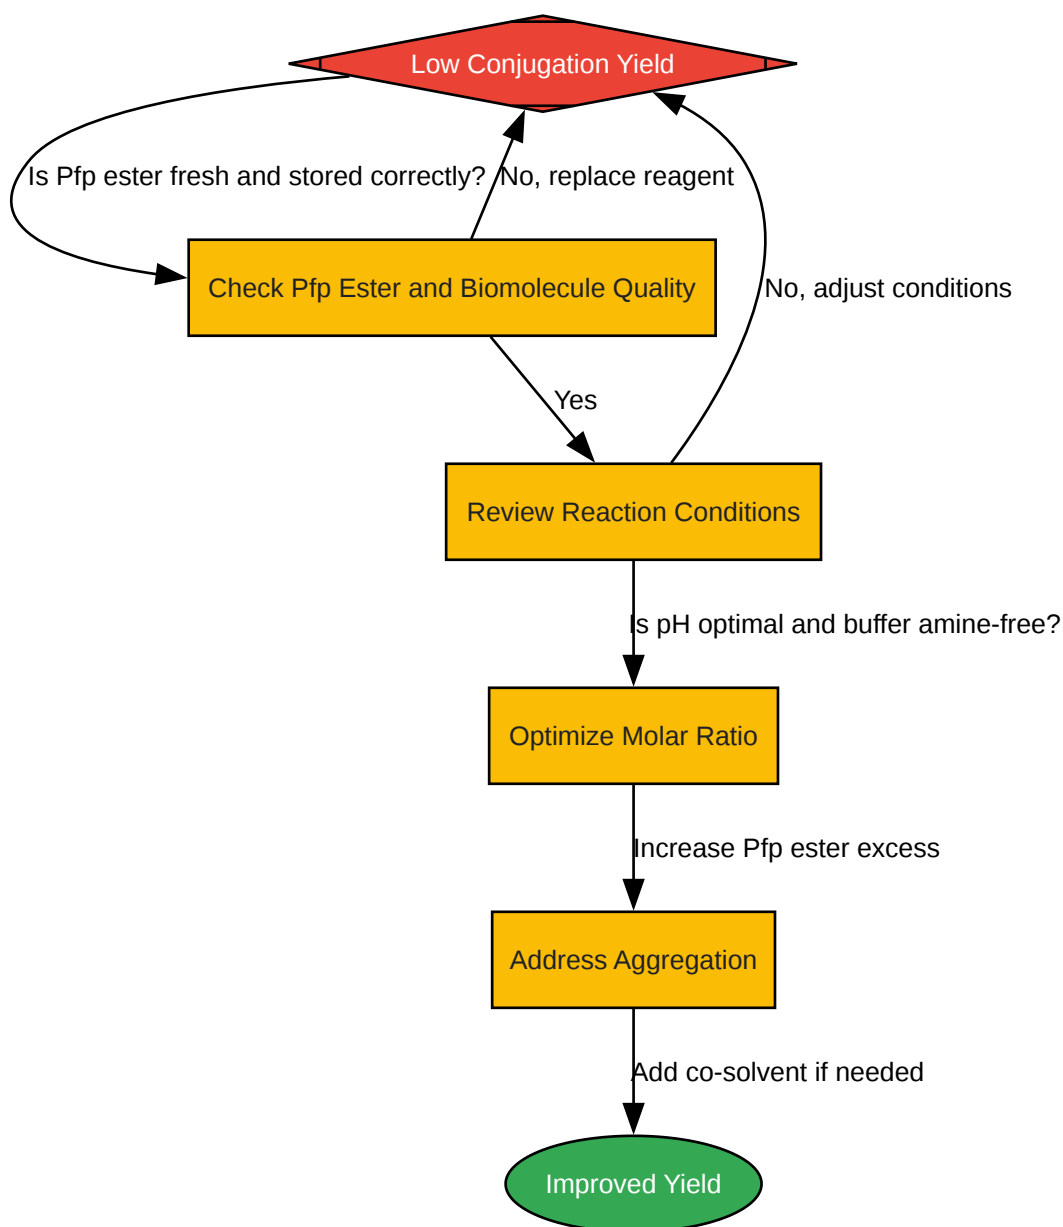 Low Conjugation Yield
Is Pfp ester fresh and stored correctly?
No, replace reagent
Check Pfp Ester and Biomolecule Quality
No, adjust conditions
Yes
Review Reaction Conditions
Is pH optimal and buffer amine-free?
Optimize Molar Ratio
Increase Pfp ester excess
Address Aggregation
Add co-solvent if needed
Improved Yield